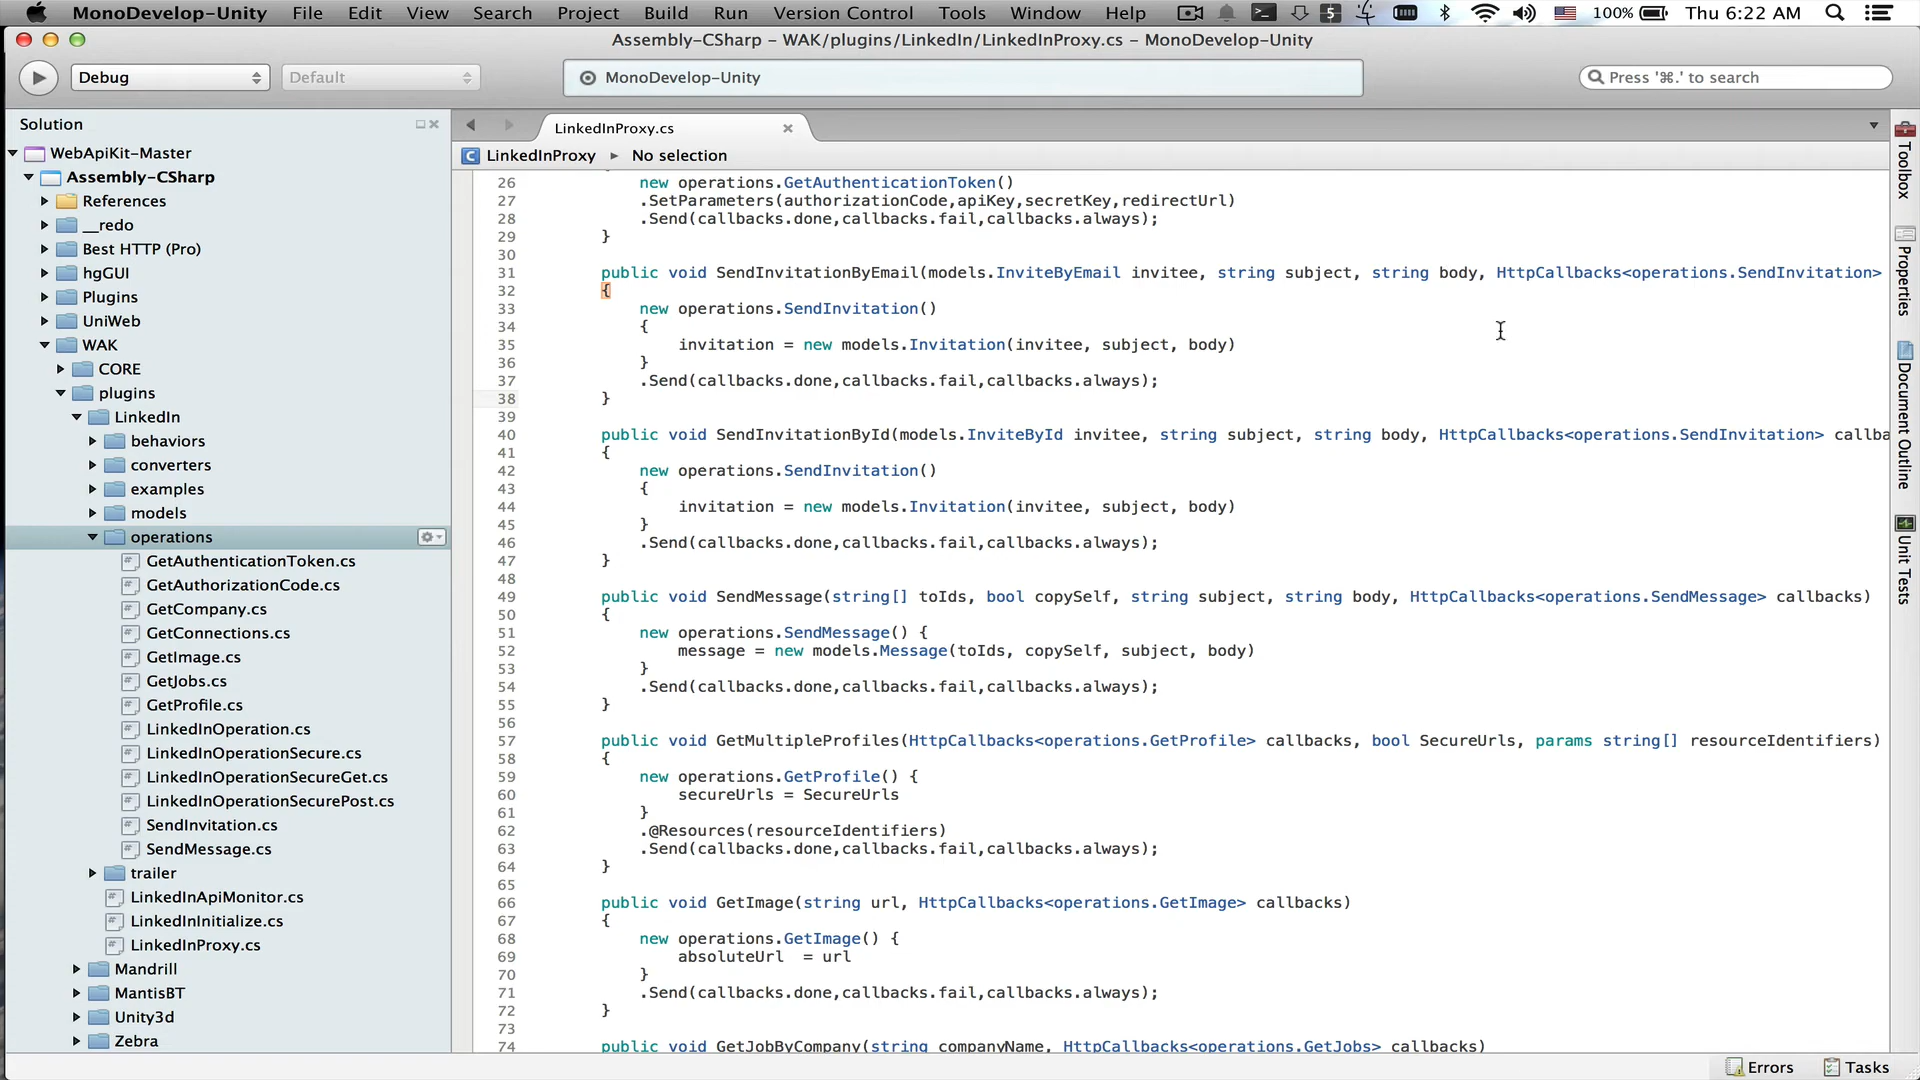 MonoDevelop-Unity File Edit View Search Project Build Run Version Control Tools Window Help 5 100% Thu 6:22 AM
Assembly-CSharp – WAK/plugins/LinkedIn/LinkedInProxy.cs – MonoDevelop-Unity
Debug Default MonoDevelop-Unity Press '⌘.' to search
Solution
WebApiKit-Master
Assembly-CSharp
References
__redo
Best HTTP (Pro)
hgGUI
Plugins
UniWeb
WAK
CORE
plugins
LinkedIn
behaviors
converters
examples
models
operations
GetAuthenticationToken.cs
GetAuthorizationCode.cs
GetCompany.cs
GetConnections.cs
GetImage.cs
GetJobs.cs
GetProfile.cs
LinkedInOperation.cs
LinkedInOperationSecure.cs
LinkedInOperationSecureGet.cs
LinkedInOperationSecurePost.cs
SendInvitation.cs
SendMessage.cs
trailer
LinkedInApiMonitor.cs
LinkedInInitialize.cs
LinkedInProxy.cs
Mandrill
MantisBT
Unity3d
Zebra
LinkedInProxy.cs
C LinkedInProxy ▸ No selection
26 new operations.GetAuthenticationToken()
27 .SetParameters(authorizationCode,apiKey,secretKey,redirectUrl)
28 .Send(callbacks.done,callbacks.fail,callbacks.always);
29 }
30
31 public void SendInvitationByEmail(models.InviteByEmail invitee, string subject, string body, HttpCallbacks<operations.SendInvitation>
32 {
33 new operations.SendInvitation()
34 {
35 invitation = new models.Invitation(invitee, subject, body)
36 }
37 .Send(callbacks.done,callbacks.fail,callbacks.always);
38 }
39
40 public void SendInvitationById(models.InviteById invitee, string subject, string body, HttpCallbacks<operations.SendInvitation> callba
41 {
42 new operations.SendInvitation()
43 {
44 invitation = new models.Invitation(invitee, subject, body)
45 }
46 .Send(callbacks.done,callbacks.fail,callbacks.always);
47 }
48
49 public void SendMessage(string[] toIds, bool copySelf, string subject, string body, HttpCallbacks<operations.SendMessage> callbacks)
50 {
51 new operations.SendMessage() {
52 message = new models.Message(toIds, copySelf, subject, body)
53 }
54 .Send(callbacks.done,callbacks.fail,callbacks.always);
55 }
56
57 public void GetMultipleProfiles(HttpCallbacks<operations.GetProfile> callbacks, bool SecureUrls, params string[] resourceIdentifiers)
58 {
59 new operations.GetProfile() {
60 secureUrls = SecureUrls
61 }
62 .@Resources(resourceIdentifiers)
63 .Send(callbacks.done,callbacks.fail,callbacks.always);
64 }
65
66 public void GetImage(string url, HttpCallbacks<operations.GetImage> callbacks)
67 {
68 new operations.GetImage() {
69 absoluteUrl = url
70 }
71 .Send(callbacks.done,callbacks.fail,callbacks.always);
72 }
73
74 public void GetJobByCompany(string companyName, HttpCallbacks<operations.GetJobs> callbacks)
Toolbox
Properties
Document Outline
Unit Tests
Errors Tasks